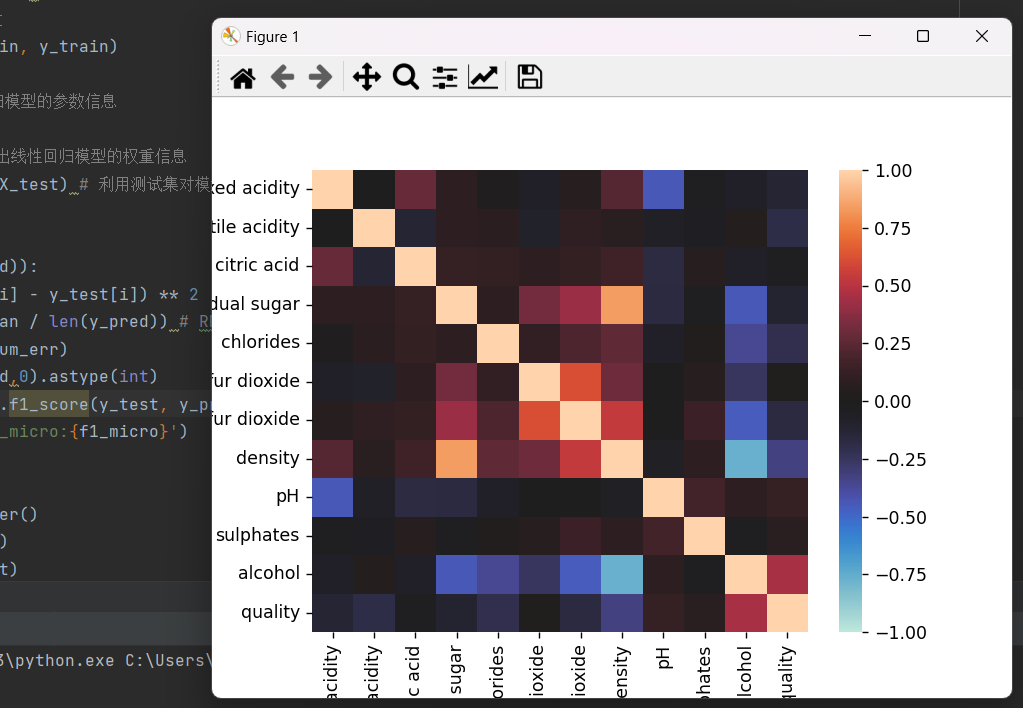 in, y_train)
归模型的参数信息
出线性回归模型的权重信息
X_test) # 利用测试集对模
d)):
i] - y_test[i]) ** 2
an / len(y_pred)) # R
um_err)
d,0).astype(int)
.f1_score(y_test, y_p
_micro:{f1_micro}')
er()
)
t)
3\python.exe C:\Users\
Figure 1
xed acidity
tile acidity
citric acid
dual sugar
chlorides
fur dioxide
fur dioxide
density
pH
sulphates
alcohol
quality
acidity
acidity
c acid
sugar
orides
ioxide
ioxide
ensity
pH
phates
lcohol
quality
1.00
0.75
0.50
0.25
0.00
−0.25
−0.50
−0.75
−1.00